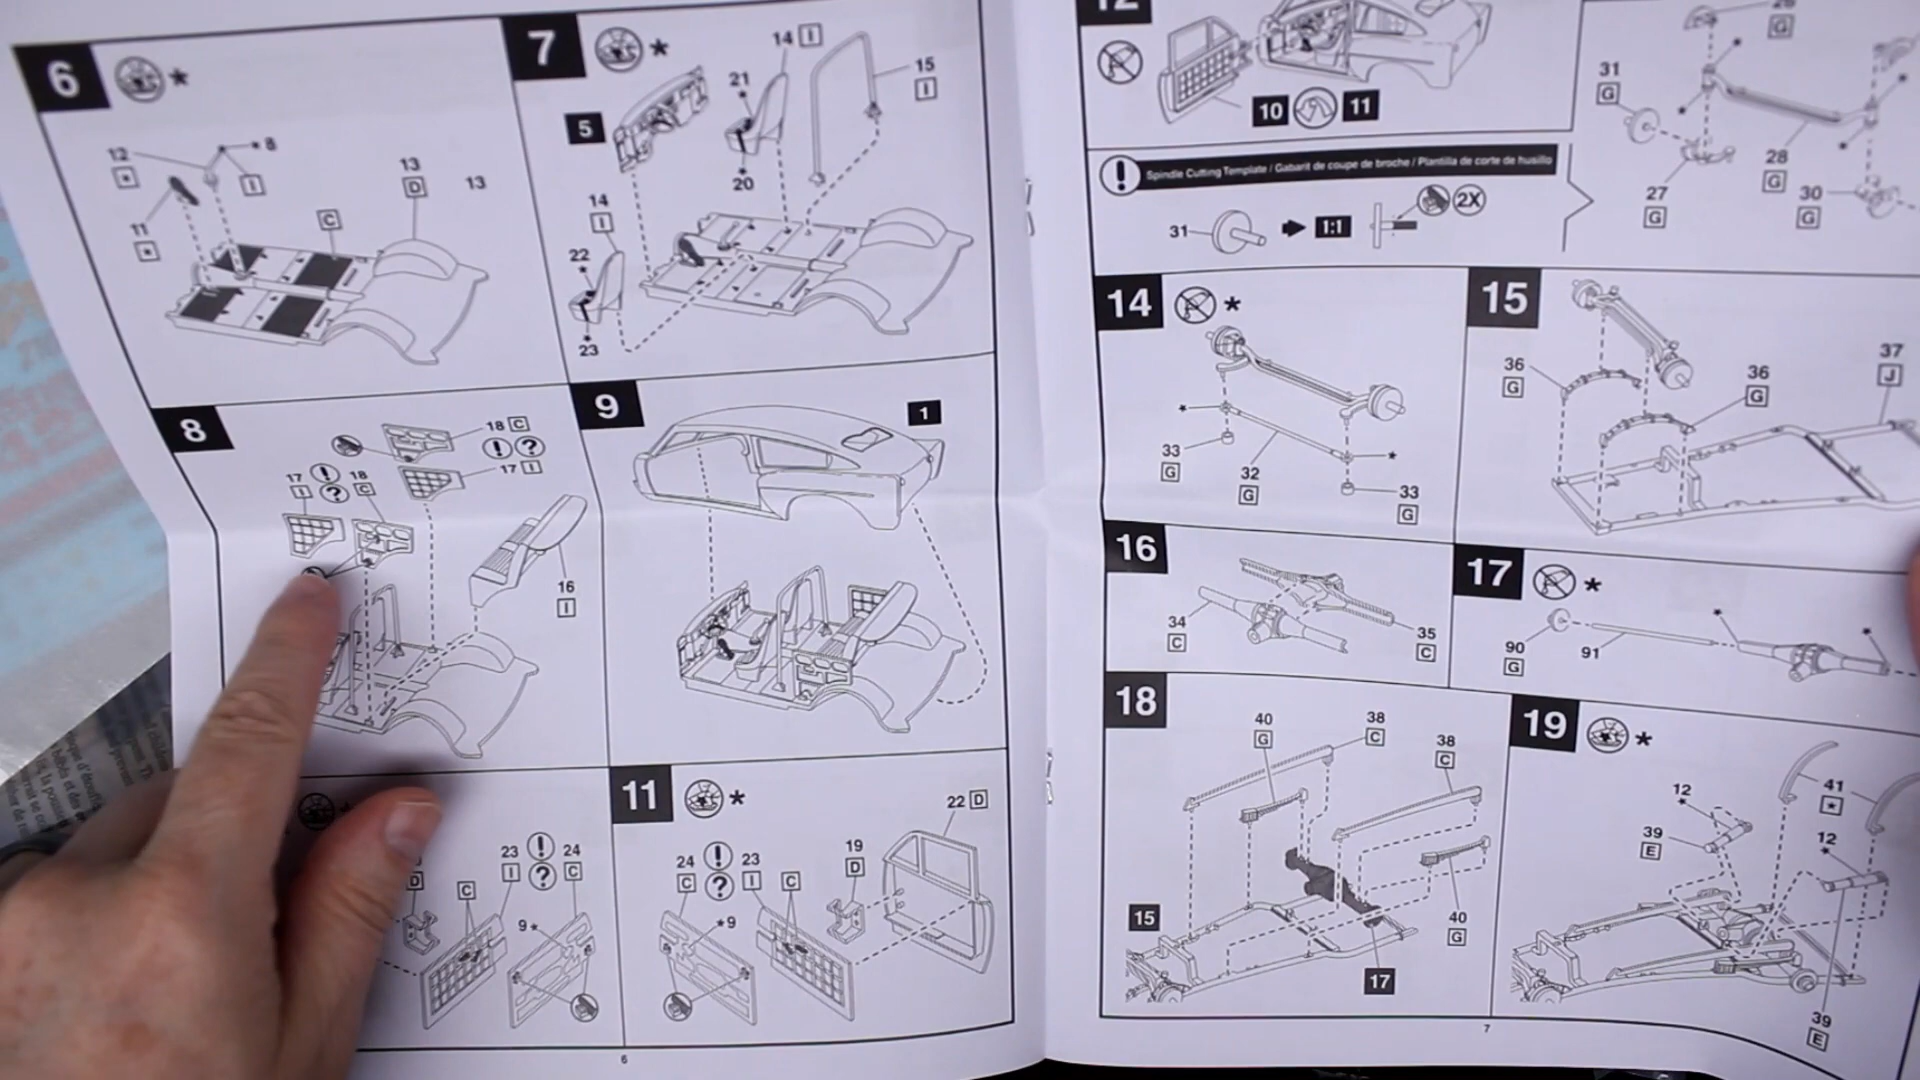 6
*
12
*
* 8
I
11
*
C
13
D
13
7
*
5
21
*
14 I
15
I
*
20
14
I
22
*
*
23
8
18 C
! ?
17 I
17
I
!
?
18
C
16
I
9
1
*
D
C
23
I
!
?
24
C
9 *
11
*
24
C
!
?
23
I
C
* 9
19
D
22 D
6
12
10
11
! Spindle Cutting Template / Gabarit de coupe de broche / Plantilla de corte de husillo
31
1:1
2X
G
31
G
*
*
*
*
28
G
27
G
30
G
14
*
*
33
G
32
G
*
33
G
15
36
G
36
G
37
J
16
34
C
35
C
17
*
90
G
91
*
*
18
40
G
38
C
38
C
15
40
G
17
19
*
12
*
39
E
41
*
12
*
39
E
7